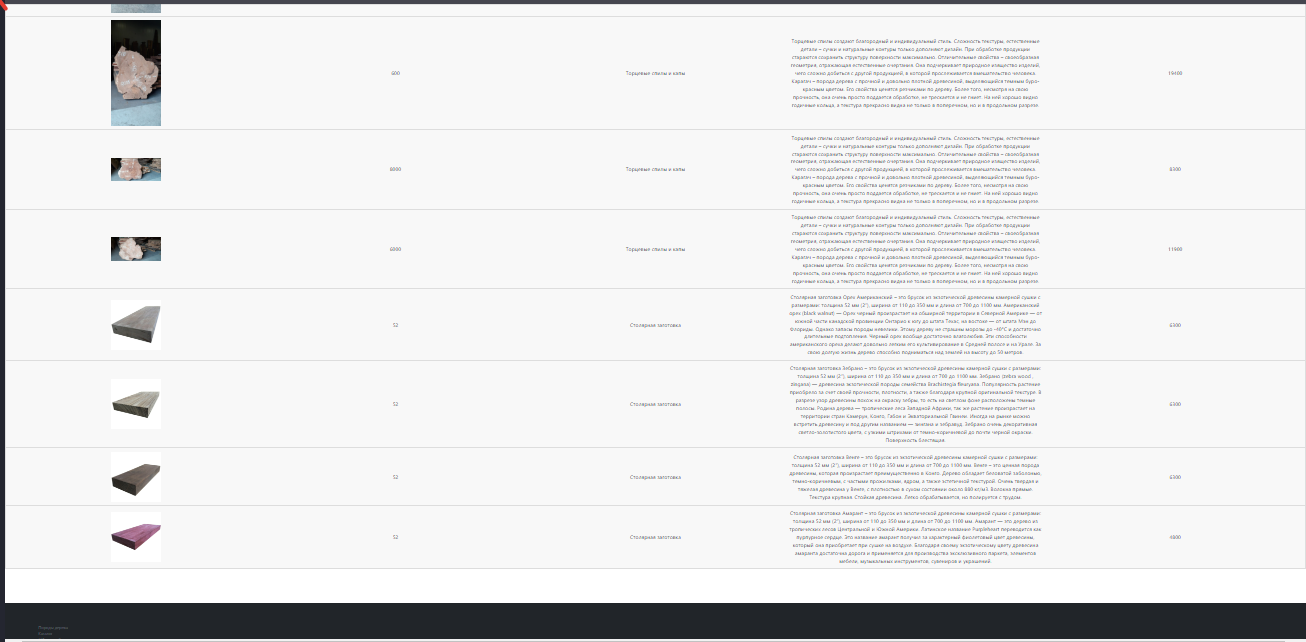 Торцевые спилы создают благородный и индивидуальный стиль. Сложность текстуры, естественные
детали – сучки и натуральные контуры только дополняют дизайн. При обработке продукции
стараются сохранить структуру поверхности максимально. Отличительные свойства – своеобразная
геометрия, отражающая естественные очертания. Она подчеркивает природное изящество изделий,
600
Торцевые спилы и капы
чего сложно добиться с другой продукцией, в которой прослеживается вмешательство человека.
19400
Карагач – порода дерева с прочной и довольно плотной древесиной, выделяющийся темным буро-
красным цветом. Его свойства ценятся резчиками по дереву. Более того, несмотря на свою
прочность, она очень просто поддается обработке, не трескается и не гниет. На ней хорошо видно
годичные кольца, а текстура прекрасно видна не только в поперечном, но и в продольном разрезе
Торцевые спилы создают благородный и индивидуальный стиль. Сложность текстуры, естественные
детали – сучки и натуральные контуры только дополняют дизайн. При обработке продукции
стараются сохранить структуру поверхности максимально. Отличительные свойства – своеобразная
геометрия, отражающая естественные очертания. Она подчеркивает природное изящество изделий,
Торцевые спилы и капы
чего сложно добиться с другой продукцией, в которой прослеживается вмешательство человека.
8300
Карагач – порода дерева с прочной и довольно плотной древесиной, выделяющийся темным буро-
красным цветом. Его свойства ценятся резчиками по дереву. Более того, несмотря на свою
прочность, она очень просто поддается обработке, не трескается и не гниет. На ней хорошо видно
годичные кольца, а текстура прекрасно видна не только в поперечном, но и в продольном разрезе
Торцевые спилы создают благородный и индивидуальный стиль. Сложность текстуры, естественные
детали – сучки и натуральные контуры только дополняют дизайн. При обработке продукции
стараются сохранить структуру поверхности максимально. Отличительные свойства – своеобразная
геометрия, отражающая естественные очертания. Она подчеркивает природное изящество изделий,
Торцевые спилы и капы
чего сложно добиться с другой продукцией, в которой прослеживается вмешательство человека.
11900
Карагач – порода дерева с прочной и довольно плотной древесиной, выделяющийся темным буро-
красным цветом. Его свойства ценятся резчиками по дереву. Более того, несмотря на свою
прочность, она очень просто поддается обработке, не трескается и не гниет. На ней хорошо видно
годичные кольца, а текстура прекрасно видна не только в поперечном, но и в продольном разрезе
Столярная заготовка Орех Американский – это брусок из экзотической древесины камерной сушки с
размерами: толщина 52 мм (2"), ширина от 110 до 350 мм и длина от 700 до 1100 мм. Американский
орех (black walnut) — Орех черный произрастает на обширной территории в Северной Америке — от
южной части канадской провинции Онтарио к югу до штата Техас, на востоке — от штата Мэн до
52
Столярная заготовка
Флориды. Однако запасы породы невелики. Этому дереву не страшны морозы до -40°C и достаточно
6300
длительные подтопления. Черный орех вообще достаточно влаголюбив. Эти способности
американского ореха делают довольно легким его культивирование в Средней полосе и на Урале. За
свою долгую жизнь дерево способно подниматься над землей на высоту до 50 метров.
Столярная заготовка Зебрано – это брусок из экзотической древесины камерной сушки с размерами:
толщина 52 мм (2"), ширина от 110 до 350 мм и длина от 700 до 1100 мм. Зебрано (zebra wood,
zingana) — древесина экзотической породы семейства Brachistegia fleuryana. Популярность растение
приобрело за счет своей прочности, плотности, а также благодаря крупной оригинальной текстуре. В
разрезе узор древесины похож на окраску зебры, то есть на светлом фоне расположены темные
52
Столярная заготовка
полосы. Родина дерева — тропические леса Западной Африки, так же растение произрастает на
6300
территории стран Камерун, Конго, Габон и Экваториальной Гвинеи. Иногда на рынке можно
встретить древесину и под другим названием — зингана и зебравуд. Зебрано очень декоративна
светло-золотистого цвета, с узкими штрихами от темно-коричневой до почти черной окраски.
Поверхность блестящая.
Столярная заготовка Венге – это брусок из экзотической древесины камерной сушки с размерами:
толщина 52 мм (2"), ширина от 110 до 350 мм и длина от 700 до 1100 мм. Венге – это ценная порода
древесины, которая произрастает преимущественно в Конго. Дерево обладает беловатой заболонью,
52
Столярная заготовка
темно-коричневым, с частыми прожилками, ядром, а также эстетичной текстурой. Очень твердая и
6300
тяжелая древесина у Венге, с плотностью в сухом состоянии около 880 кг/м3. Волокна прямые.
Текстура крупная. Стойкая древесина. Легко обрабатывается, но полируется с трудом.
Столярная заготовка Амарант – это брусок из экзотической древесины камерной сушки с размерами:
толщина 52 мм (2"), ширина от 110 до 350 мм и длина от 700 до 1100 мм. Амарант — это дерево из
тропических лесов Центральной и Южной Америки. Латинское название Purpleheart переводится как
52
Столярная заготовка
пурпурное сердце. Это название амарант получил за характерный фиолетовый цвет древесины,
4800
который она приобретает при сушке на воздухе. Благодаря своему экзотическому цвету древесина
амаранта достаточно дорога и применяется для производства эксклюзивного паркета, элементов
мебели, музыкальных инструментов, сувениров и украшений.